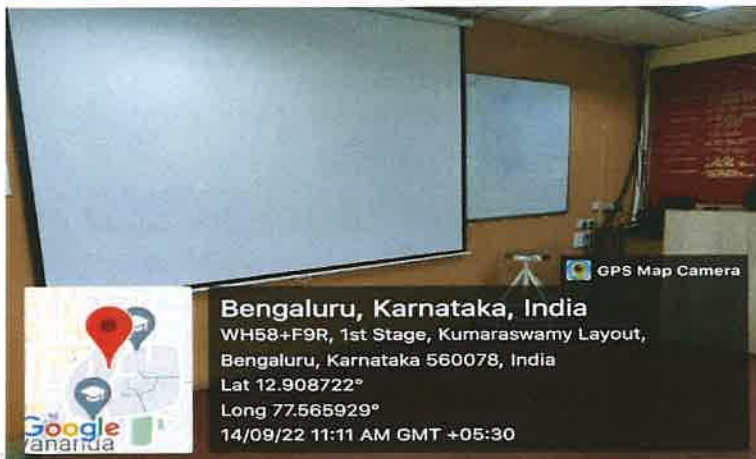 GPS Map Camera
Bengaluru, Karnataka, India
WH58+F9R, 1st Stage, Kumaraswamy Layout,
Bengaluru, Karnataka 560078, India
Lat 12.908722°
Long 77.565929°
14/09/22 11:11 AM GMT +05:30
Google